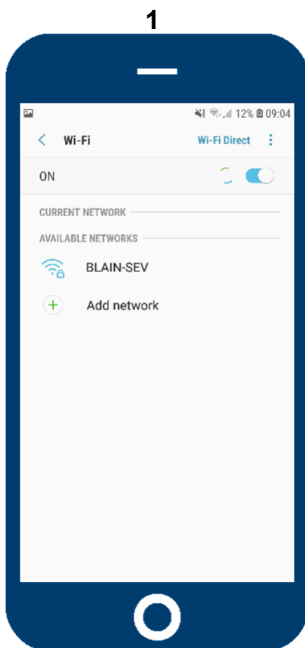 1
12% 09:04
Wi-Fi Wi-Fi Direct
ON
CURRENT NETWORK
AVAILABLE NETWORKS
BLAIN-SEV
Add network